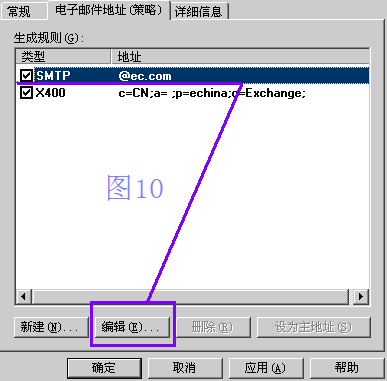 常规 电子邮件地址(策略) 详细信息
生成规则(G):
类型 地址
SMTP @ec.com
X400 c=CN;a= ;p=echina;o=Exchange;
图10
新建(N)... 编辑(E)... 删除(R) 设为主地址(S)
确定 取消 应用(A) 帮助